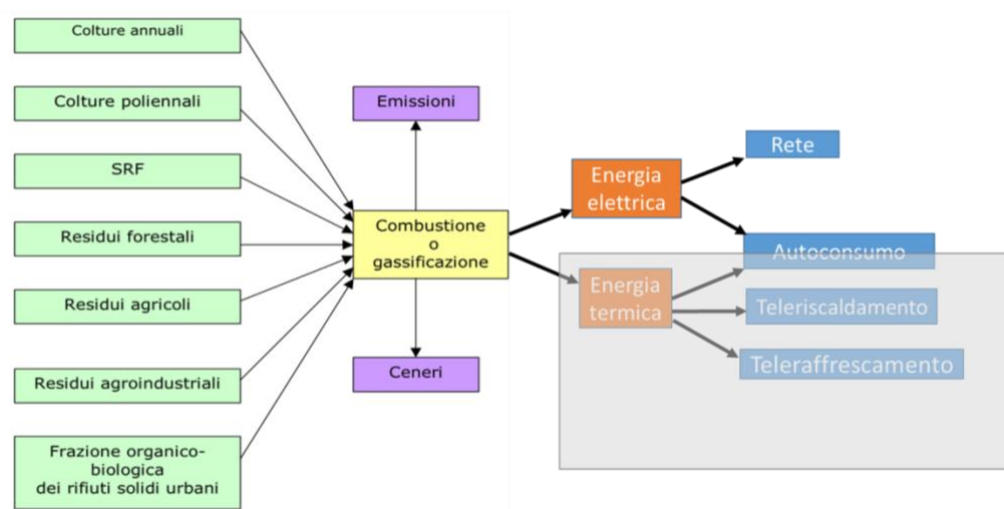 Colture annuali
Colture poliennali
SRF
Residui forestali
Residui agricoli
Residui agroindustriali
Frazione organico-
biologica
dei rifiuti solidi urbani
Emissioni
Combustione
o
gassificazione
Ceneri
Energia
elettrica
Energia
termica
Rete
Autoconsumo
Teleriscaldamento
Teleraffrescamento